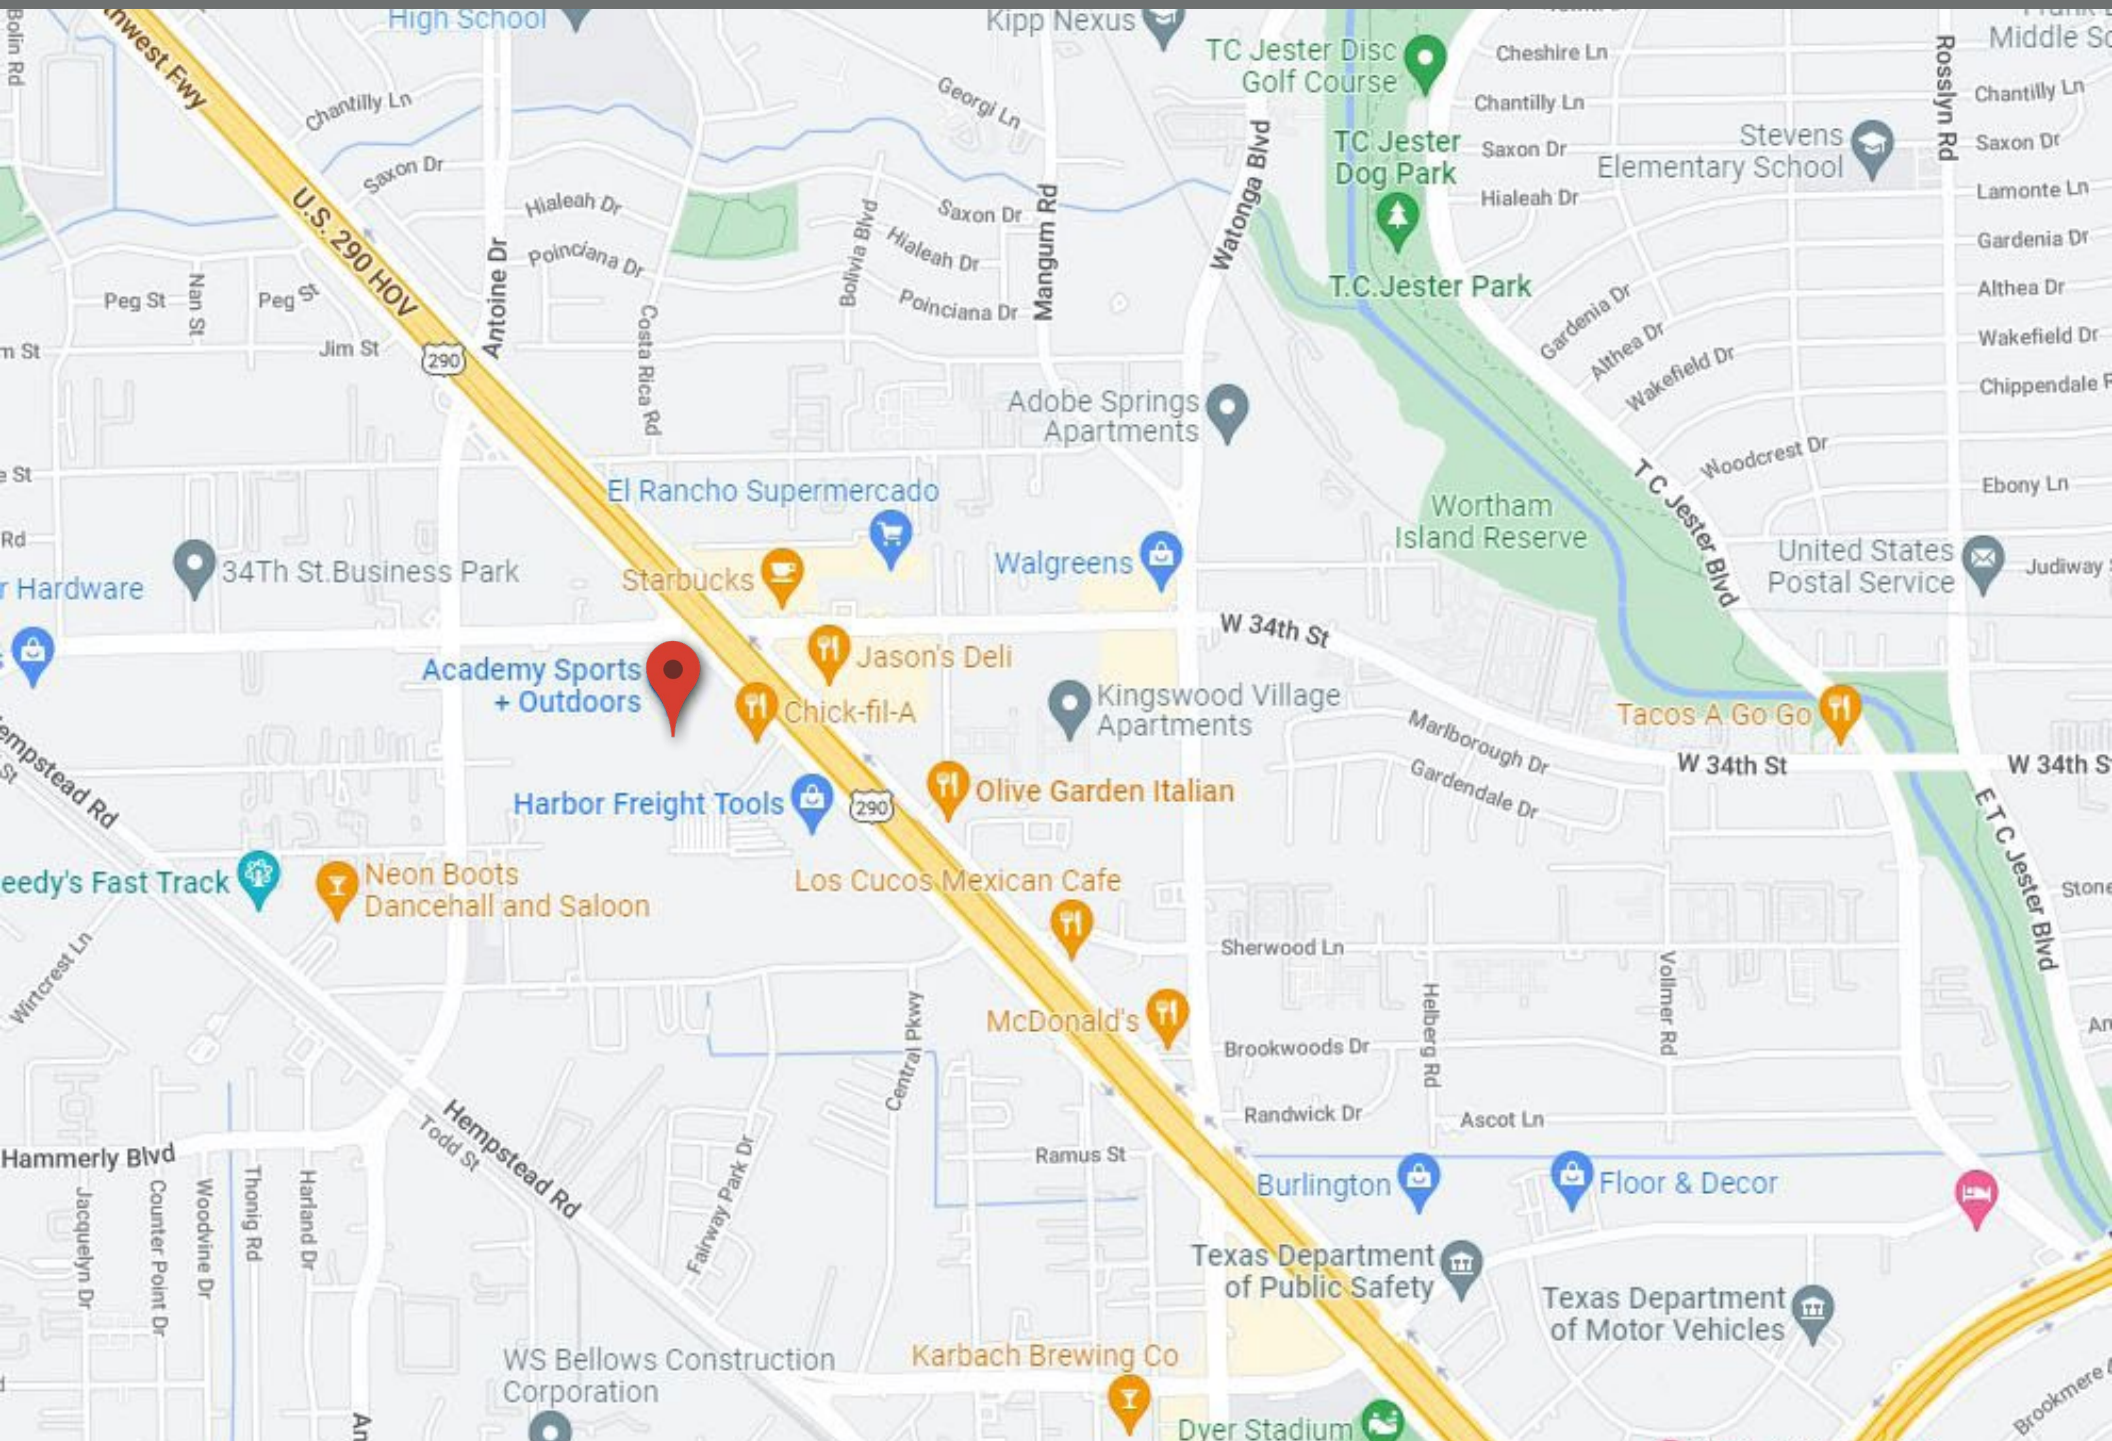 High School
Kipp Nexus
TC Jester Disc
Golf Course
Cheshire Ln
Rosslyn Rd
Middle
Bolin Rd
Chantilly Ln
Georgi Ln
Chantilly Ln
Chantilly Ln
TC Jester
Dog Park
Saxon Dr
Stevens
Elementary School
Saxon Dr
Saxon Dr
Hialeah Dr
Lamonte Ln
U.S. 290 HOV
Hialeah Dr
Saxon Dr
Mangum Rd
Watonga Blvd
Gardenia Dr
Antoine Dr
Poinciana Dr
Bolivia Blvd
Hialeah Dr
T.C.Jester Park
Althea Dr
Peg St
Nan St
Peg St
Poinciana Dr
Gardenia Dr
Althea Dr
Wakefield Dr
Wakefield Dr
Jim St
290
Costa Rica Rd
Chippendale
Adobe Springs
Apartments
Woodcrest Dr
St
El Rancho Supermercado
T C Jester Blvd
Ebony Ln
Wortham
Island Reserve
Rd
34Th St.Business Park
Starbucks
Walgreens
United States
Postal Service
Judiway
Hardware
W 34th St
Academy Sports
+ Outdoors
Jason's Deli
Chick-fil-A
Kingswood Village
Apartments
Tacos A Go Go
Marlborough Dr
W 34th St
W 34th
Hempstead Rd
St
Gardendale Dr
Harbor Freight Tools
290
Olive Garden Italian
E T C Jester Blvd
Fast Track
Neon Boots
Dancehall and Saloon
Los Cucos Mexican Cafe
Wirtcrest Ln
Sherwood Ln
Vollmer Rd
Helberg Rd
McDonald's
Central Pkwy
Brookwoods Dr
Randwick Dr
Ascot Ln
Hempstead Rd
Todd St
Hammerly Blvd
Ramus St
Fairway Park Dr
Burlington
Floor & Decor
Jacquelyn Dr
Counter Point Dr
Woodvine Dr
Thonig Rd
Harland Dr
Texas Department
of Public Safety
Texas Department
of Motor Vehicles
WS Bellows Construction
Corporation
Karbach Brewing Co
Brookmere
Dyer Stadium